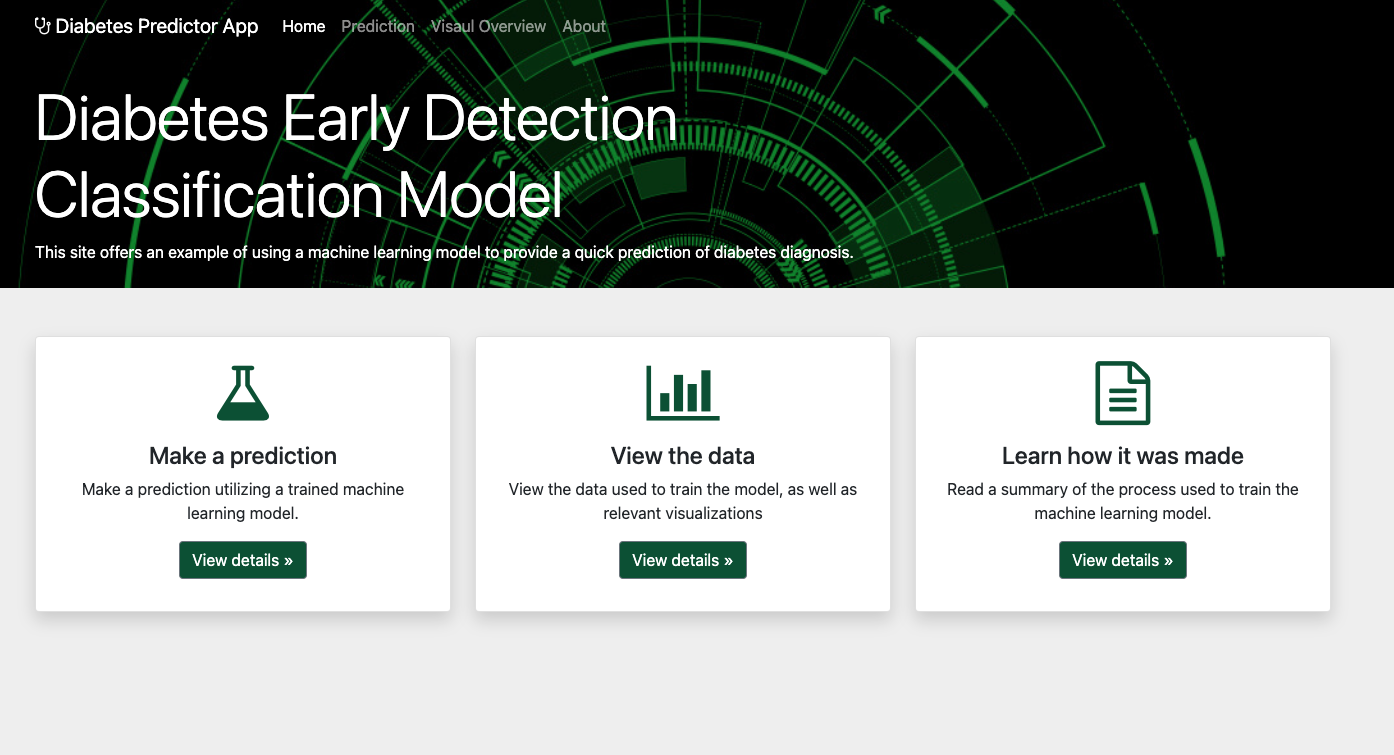 Diabetes Predictor App Home Prediction Visaul Overview About
Diabetes Early Detection
Classification Model
This site offers an example of using a machine learning model to provide a quick prediction of diabetes diagnosis.
Make a prediction
Make a prediction utilizing a trained machine
learning model.
View details »
View the data
View the data used to train the model, as well as
relevant visualizations
View details »
Learn how it was made
Read a summary of the process used to train the
machine learning model.
View details »